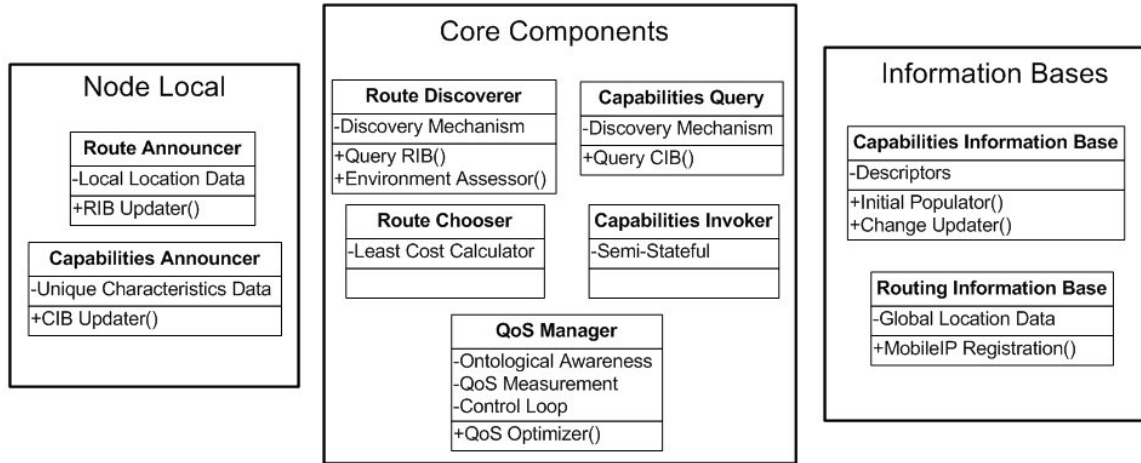 Node Local
Route Announcer
-Local Location Data
+RIB Updater()
Capabilities Announcer
-Unique Characteristics Data
+CIB Updater()
Core Components
Route Discoverer
-Discovery Mechanism
+Query RIB()
+Environment Assessor()
Capabilities Query
-Discovery Mechanism
+Query CIB()
Route Chooser
-Least Cost Calculator
Capabilities Invoker
-Semi-Stateful
QoS Manager
-Ontological Awareness
-QoS Measurement
-Control Loop
+QoS Optimizer()
Information Bases
Capabilities Information Base
-Descriptors
+Initial Populator()
+Change Updater()
Routing Information Base
-Global Location Data
+MobileIP Registration()